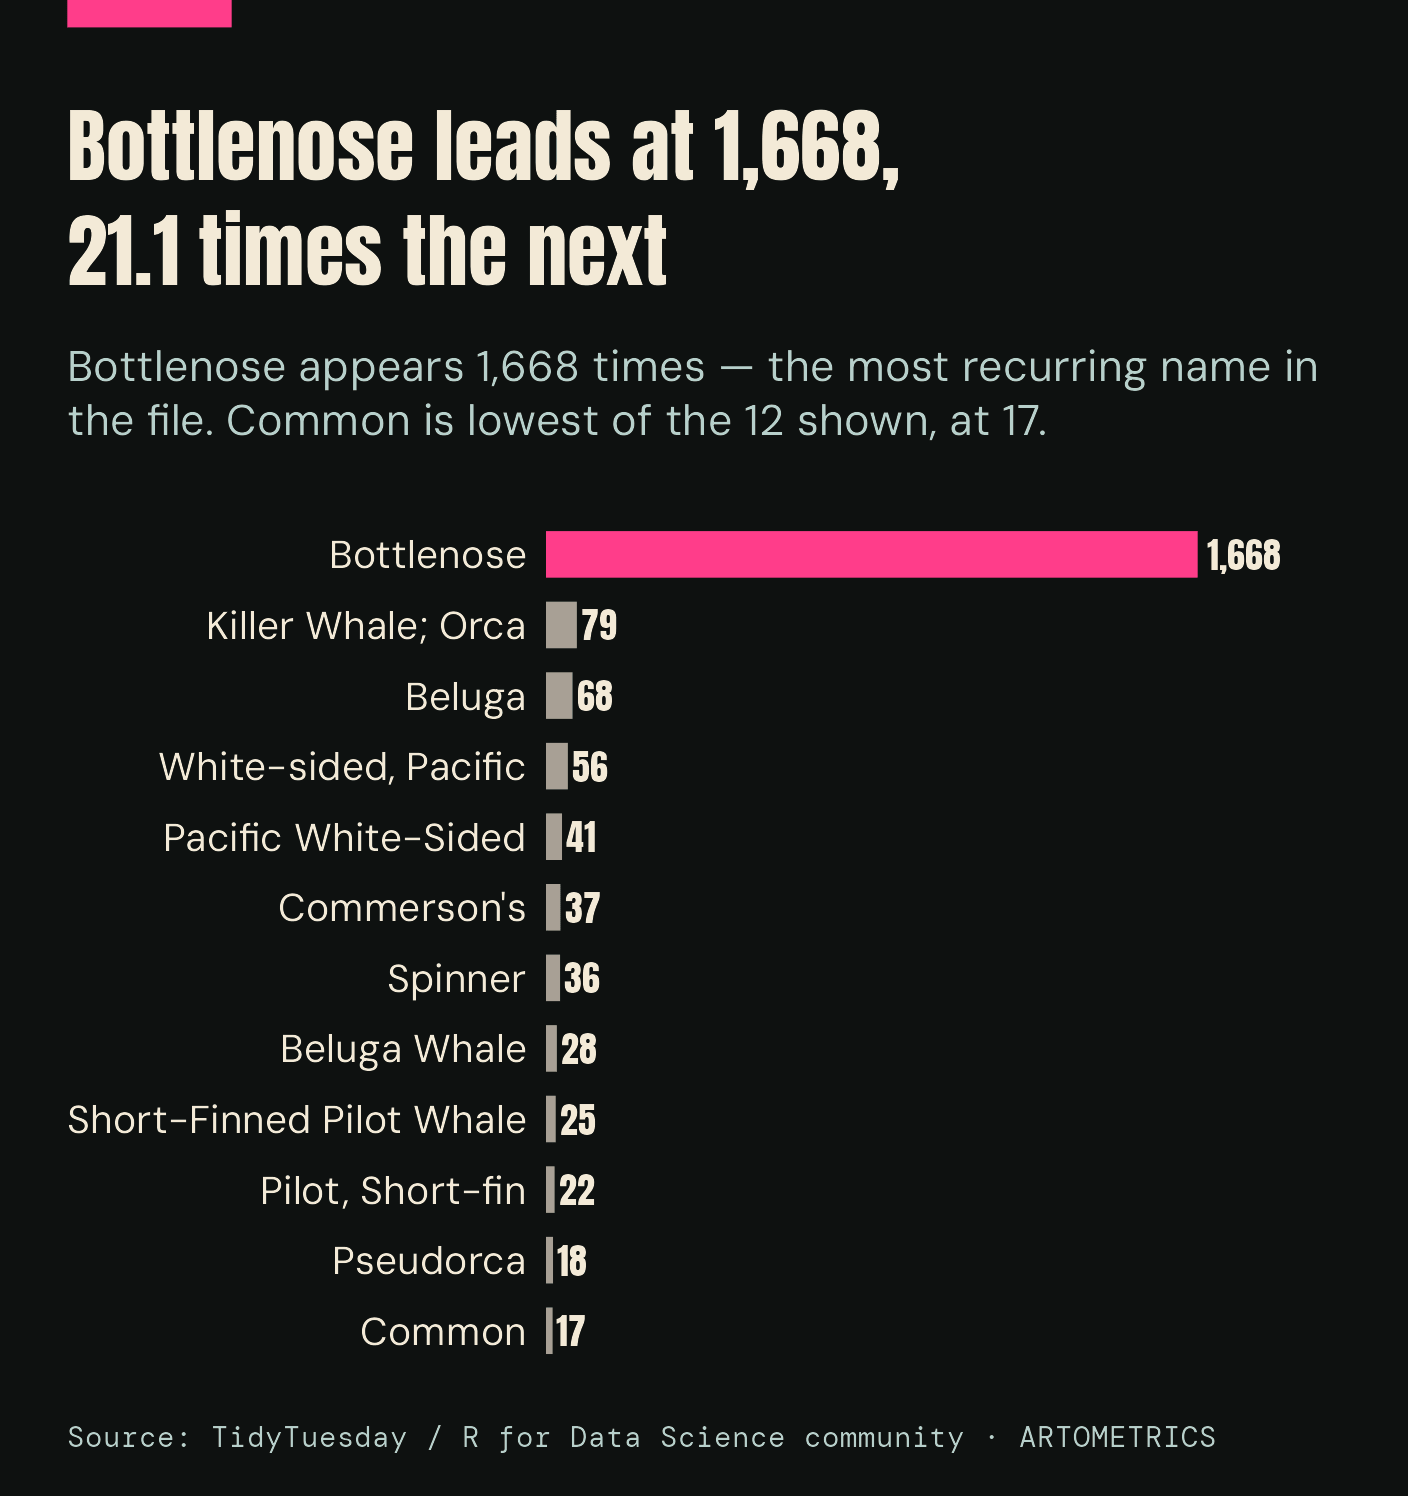 Bottlenose leads at 1,668,
21.1 times the next
Bottlenose appears 1,668 times — the most recurring name in
the file. Common is lowest of the 12 shown, at 17.
Bottlenose 1,668
Killer Whale; Orca 79
Beluga 68
White-sided, Pacific 56
Pacific White-Sided 41
Commerson's 37
Spinner 36
Beluga Whale 28
Short-Finned Pilot Whale 25
Pilot, Short-fin 22
Pseudorca 18
Common 17
Source: TidyTuesday / R for Data Science community · ARTOMETRICS